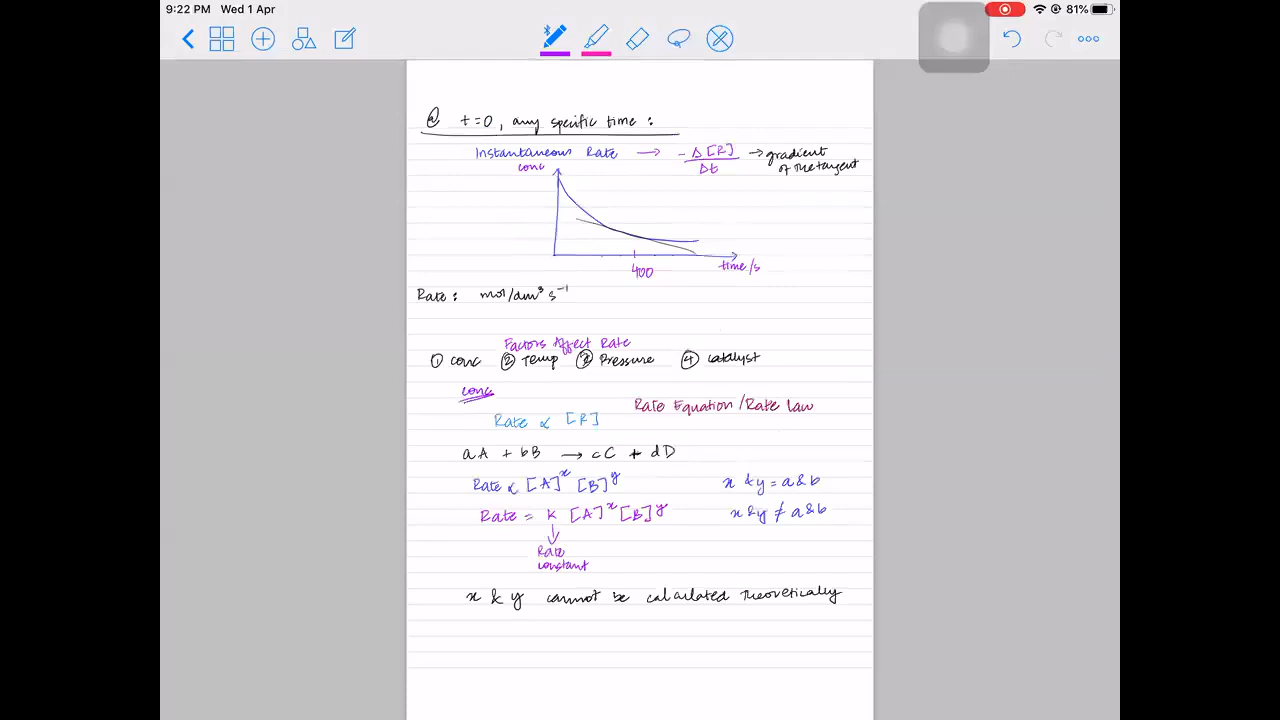 9:22 PM Wed 1 Apr 81%
@ t=0, any specific time :
Instantaneous Rate → -Δ[R]/Δt → gradient of the tangent
conc
400
time/s
Rate : mol/dm³ s⁻¹
Factors Affect Rate
① conc ② Temp ③ Pressure ④ catalyst
conc
Rate Equation /Rate law
Rate ∝ [R]
aA + bB → cC + dD
Rate ∝ [A]ˣ [B]ʸ x & y = a & b
Rate = K [A]ˣ [B]ʸ x & y ≠ a & b
Rate
constant
x & y cannot be calculated theoretically